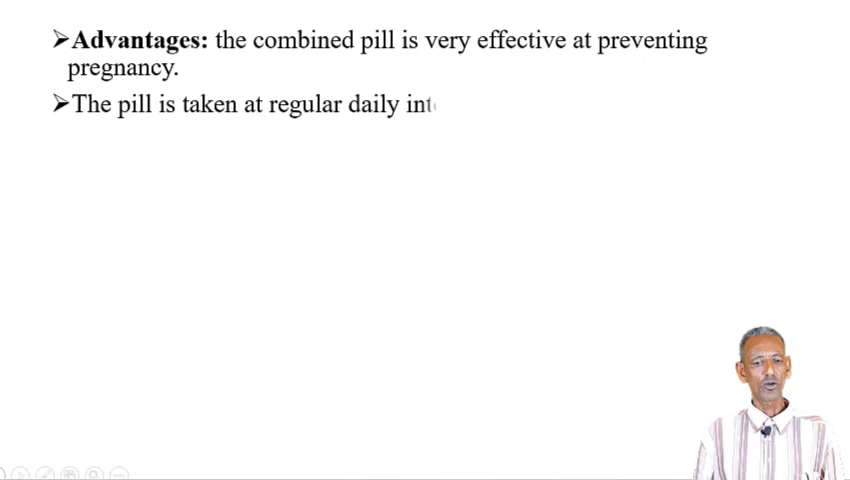 ➢Advantages: the combined pill is very effective at preventing
pregnancy.
➢The pill is taken at regular daily